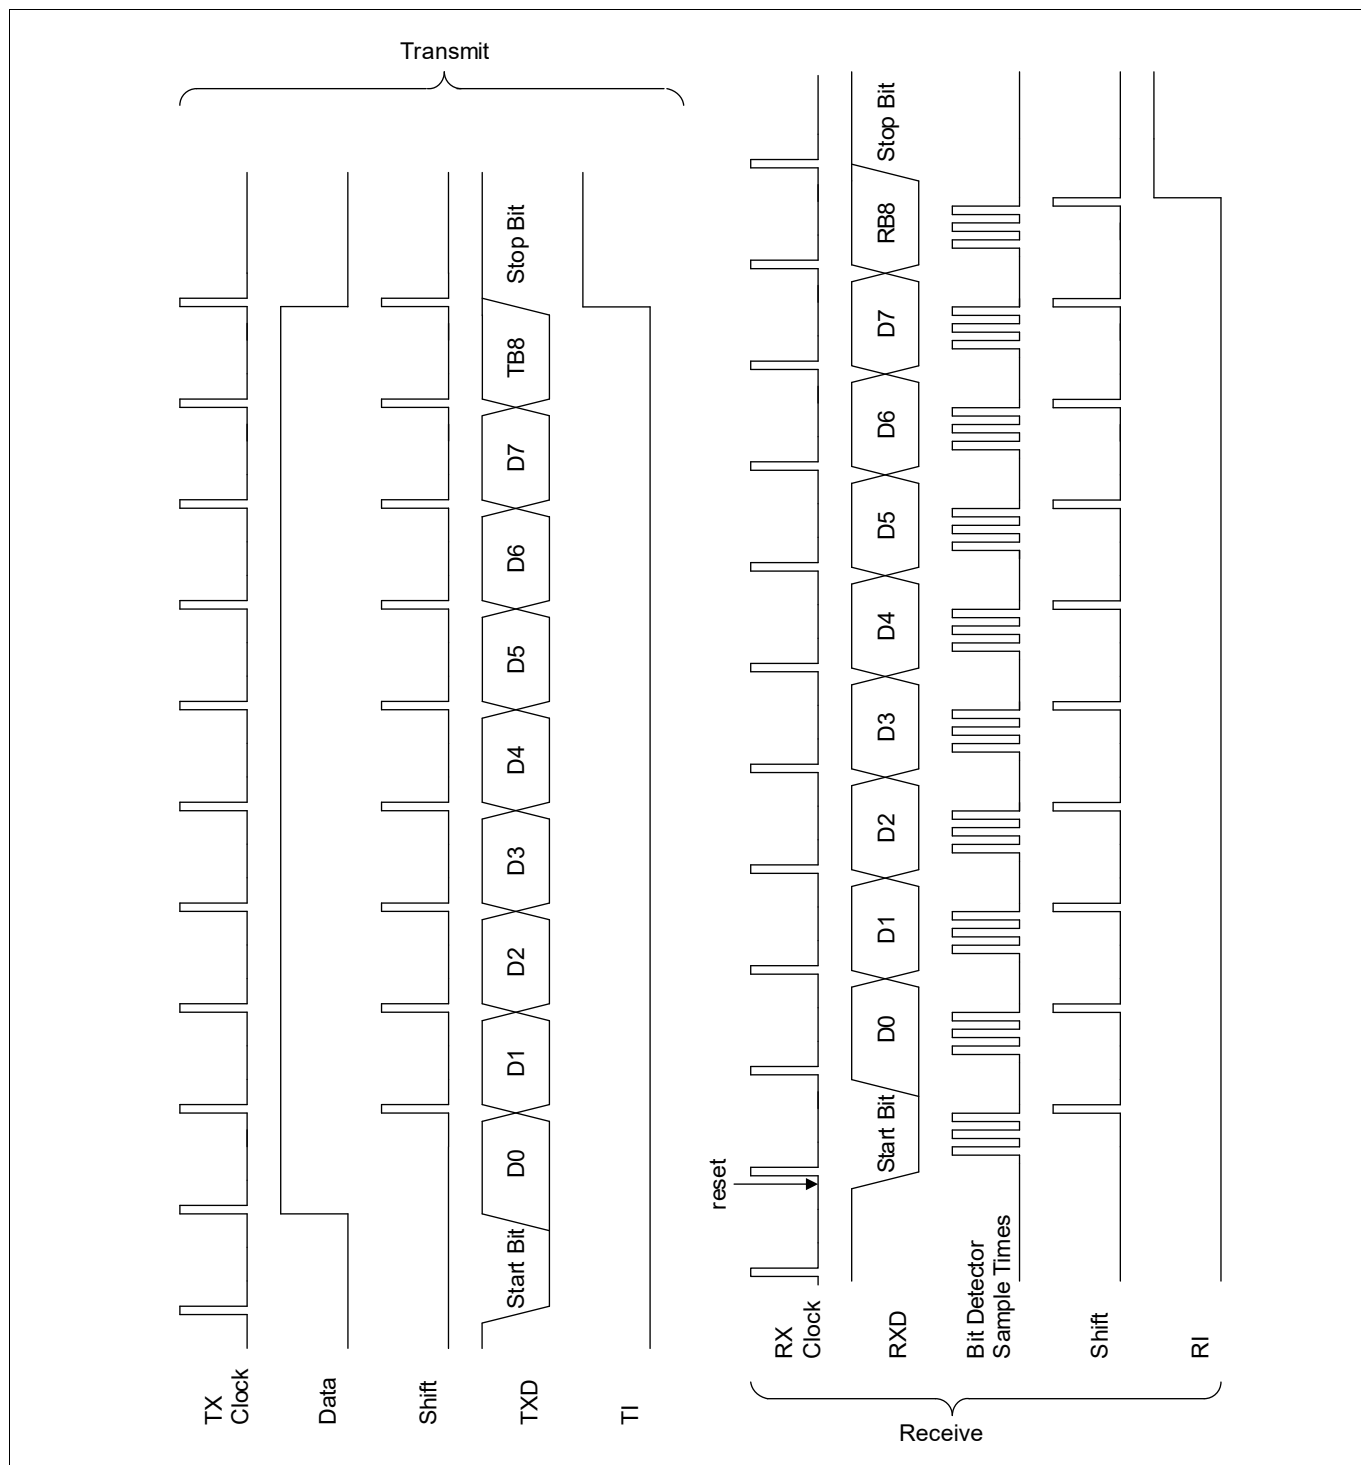 Transmit
TX
Clock
Data
Shift
TXD
Start Bit
D0
D1
D2
D3
D4
D5
D6
D7
TB8
Stop Bit
TI
RX
Clock
reset
RXD
Start Bit
D0
D1
D2
D3
D4
D5
D6
D7
RB8
Stop Bit
Bit Detector
Sample Times
Shift
RI
Receive